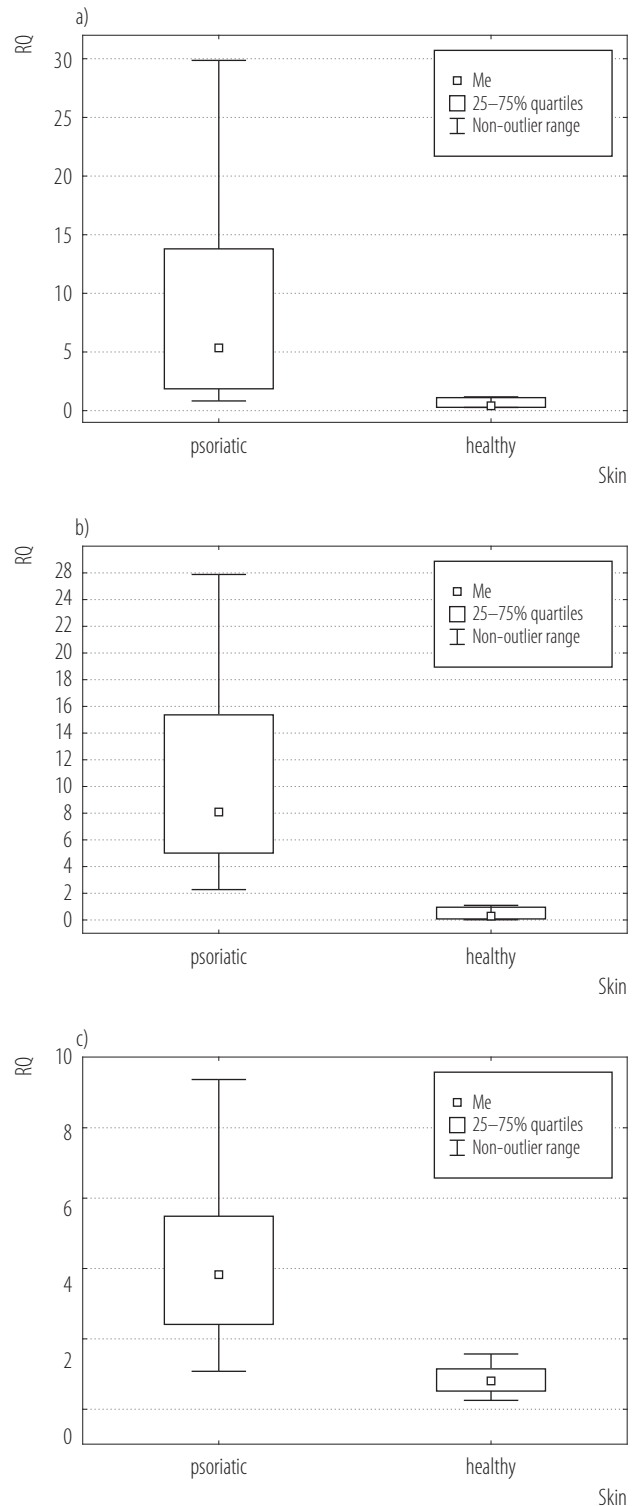 a)
RQ
30
25
20
15
10
5
0
Me
25–75% quartiles
Non-outlier range
psoriatic
healthy
Skin
b)
RQ
28
26
24
22
20
18
16
14
12
10
8
6
4
2
0
Me
25–75% quartiles
Non-outlier range
psoriatic
healthy
Skin
c)
RQ
10
8
6
4
2
0
Me
25–75% quartiles
Non-outlier range
psoriatic
healthy
Skin